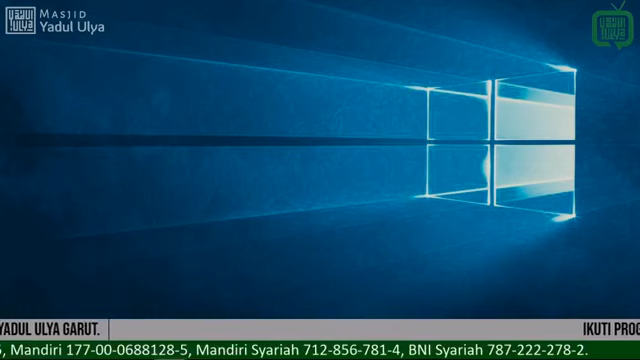 MASJID
Yadul Ulya
YADUL ULYA GARUT.
IKUTI PROG
6, Mandiri 177-00-0688128-5, Mandiri Syariah 712-856-781-4, BNI Syariah 787-222-278-2.